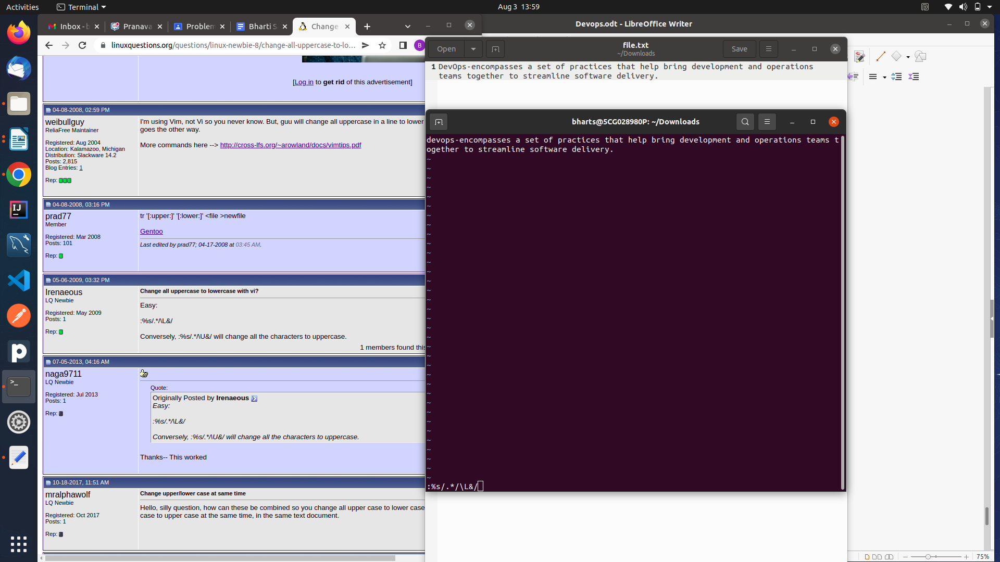 Activities
Terminal
Aug 3 13:59
Inbox - b
Pranava
Problem
Bharti S
Change
linuxquestions.org/questions/linux-newbie-8/change-all-uppercase-to-lo...
B
[Log in to get rid of this advertisement]
04-08-2008, 02:59 PM
weibullguy
ReliaFree Maintainer
Registered: Aug 2004
Location: Kalamazoo, Michigan
Distribution: Slackware 14.2
Posts: 2,815
Blog Entries: 1
Rep:
I'm using Vim, not Vi so you never know. But, guu will change all uppercase in a line to lower
goes the other way.
More commands here --> http://cross-lfs.org/~arowland/docs/vimtips.pdf
04-08-2008, 03:16 PM
prad77
Member
Registered: Mar 2008
Posts: 101
Rep:
tr '[:upper:]' '[:lower:]' <file >newfile
Gentoo
Last edited by prad77; 04-17-2008 at 03:45 AM.
05-06-2009, 03:32 PM
Irenaeous
LQ Newbie
Registered: May 2009
Posts: 1
Rep:
Change all uppercase to lowercase with vi?
Easy:
:%s/.*/\L&/
Conversely, :%s/.*/\U&/ will change all the characters to uppercase.
1 members found this
07-05-2013, 04:16 AM
naga9711
LQ Newbie
Registered: Jul 2013
Posts: 1
Rep:
Quote:
Originally Posted by Irenaeous
Easy:
:%s/.*/\L&/
Conversely, :%s/.*/\U&/ will change all the characters to uppercase.
Thanks-- This worked
10-18-2017, 11:51 AM
mralphawolf
LQ Newbie
Registered: Oct 2017
Posts: 1
Rep:
Change upper/lower case at same time
Hello, silly question, how can these be combined so you change all upper case to lower case
case to upper case at the same time, in the same text document.
Devops.odt - LibreOffice Writer
Open
file.txt
~/Downloads
Save
1 DevOps-encompasses a set of practices that help bring development and operations
teams together to streamline software delivery.
bharts@5CG028980P: ~/Downloads
devops-encompasses a set of practices that help bring development and operations teams t
ogether to streamline software delivery.
:%s/.*/\L&/
75%